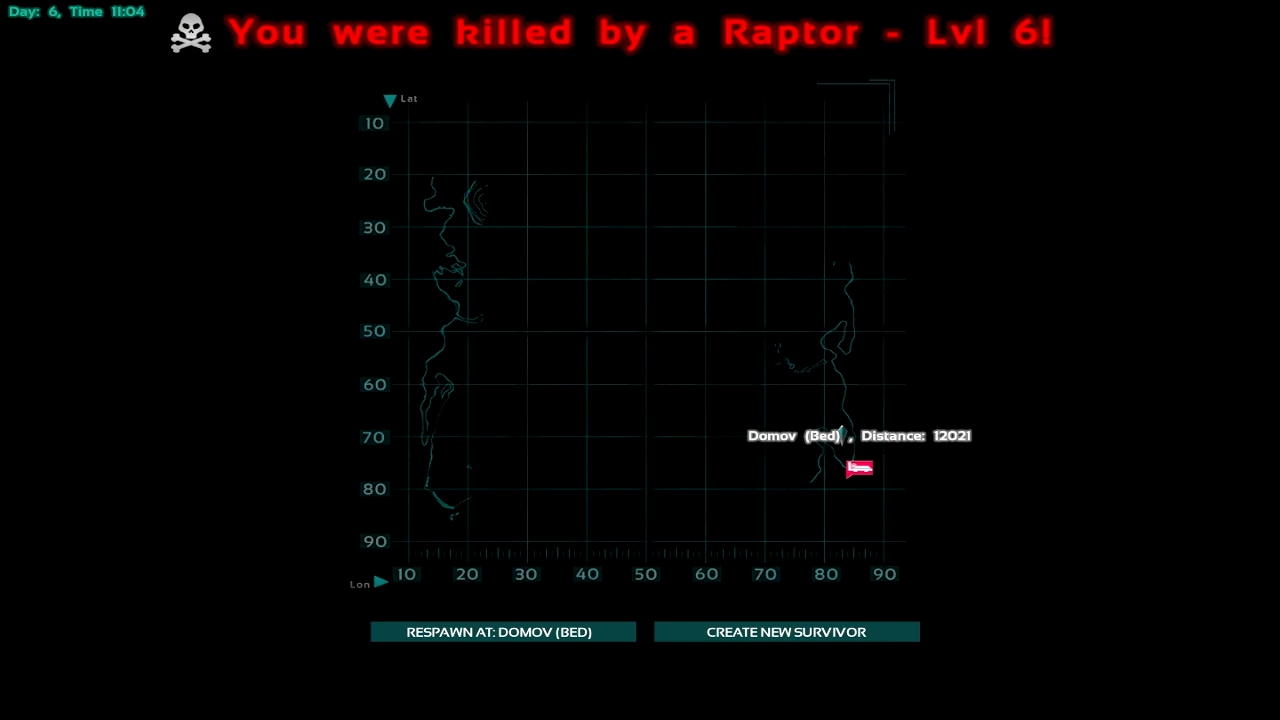 Day: 6, Time 11:04
You were killed by a Raptor - Lvl 6!
Lat
10
20
30
40
50
60
70
80
90
Domov (Bed) , Distance: 12021
Lon
10 20 30 40 50 60 70 80 90
RESPAWN AT: DOMOV (BED)
CREATE NEW SURVIVOR